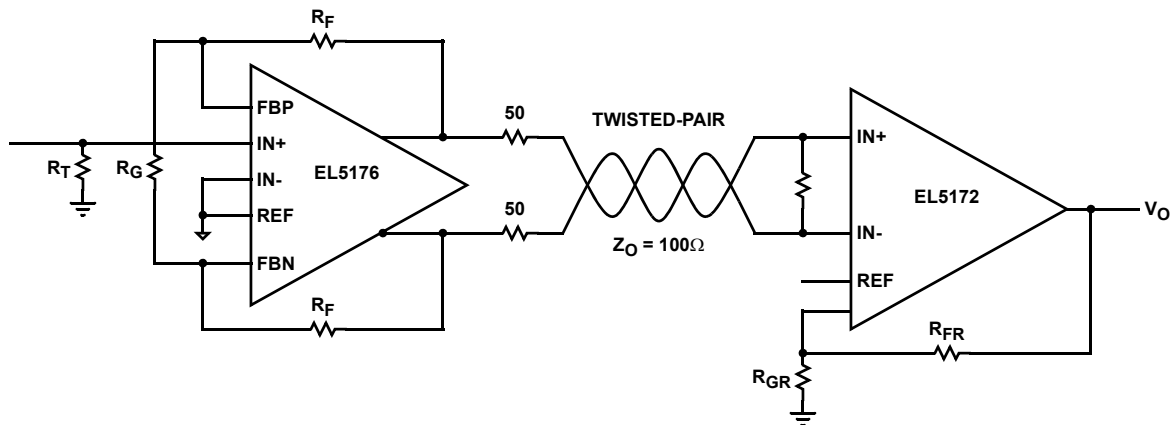 RF
FBP
IN+
RT
RG
IN-
EL5176
REF
FBN
RF
50
50
TWISTED-PAIR
ZO = 100Ω
IN+
EL5172
IN-
REF
VO
RFR
RGR